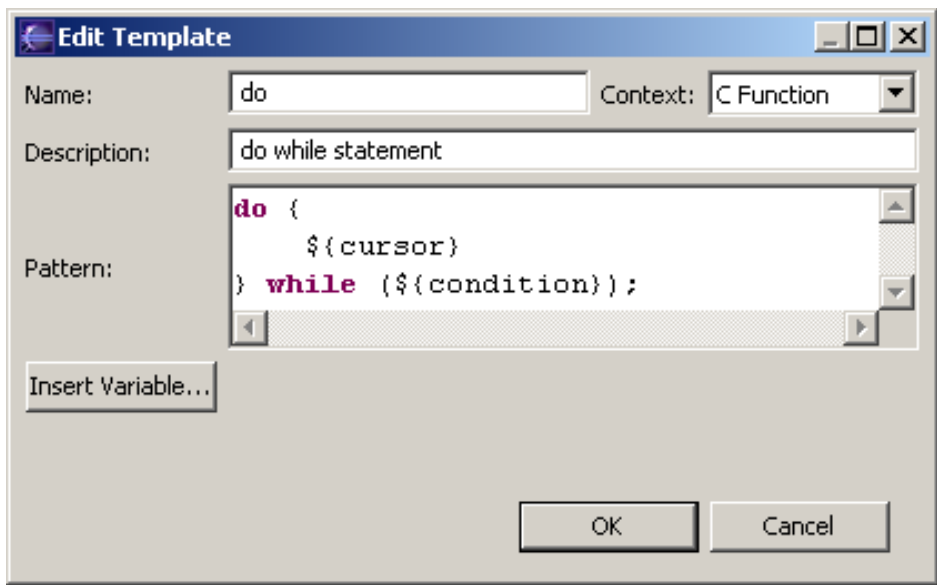 Edit Template
Name: do Context: C Function
Description: do while statement
Pattern:
do {
    ${cursor}
} while (${condition});
Insert Variable...
OK Cancel